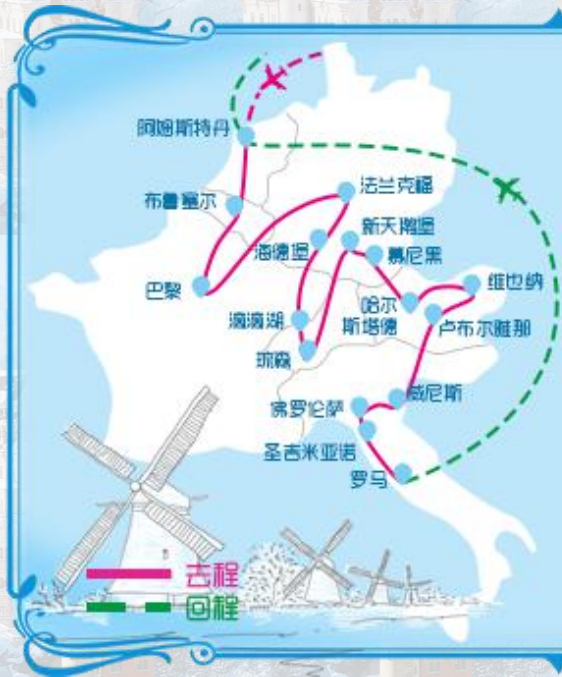 阿姆斯特丹
法兰克福
布鲁塞尔
新天鹅堡
海德堡
慕尼黑
维也纳
巴黎
哈尔
斯塔德
滴滴湖
卢布尔雅那
琉森
威尼斯
佛罗伦萨
圣吉米亚诺
罗马
去程
回程